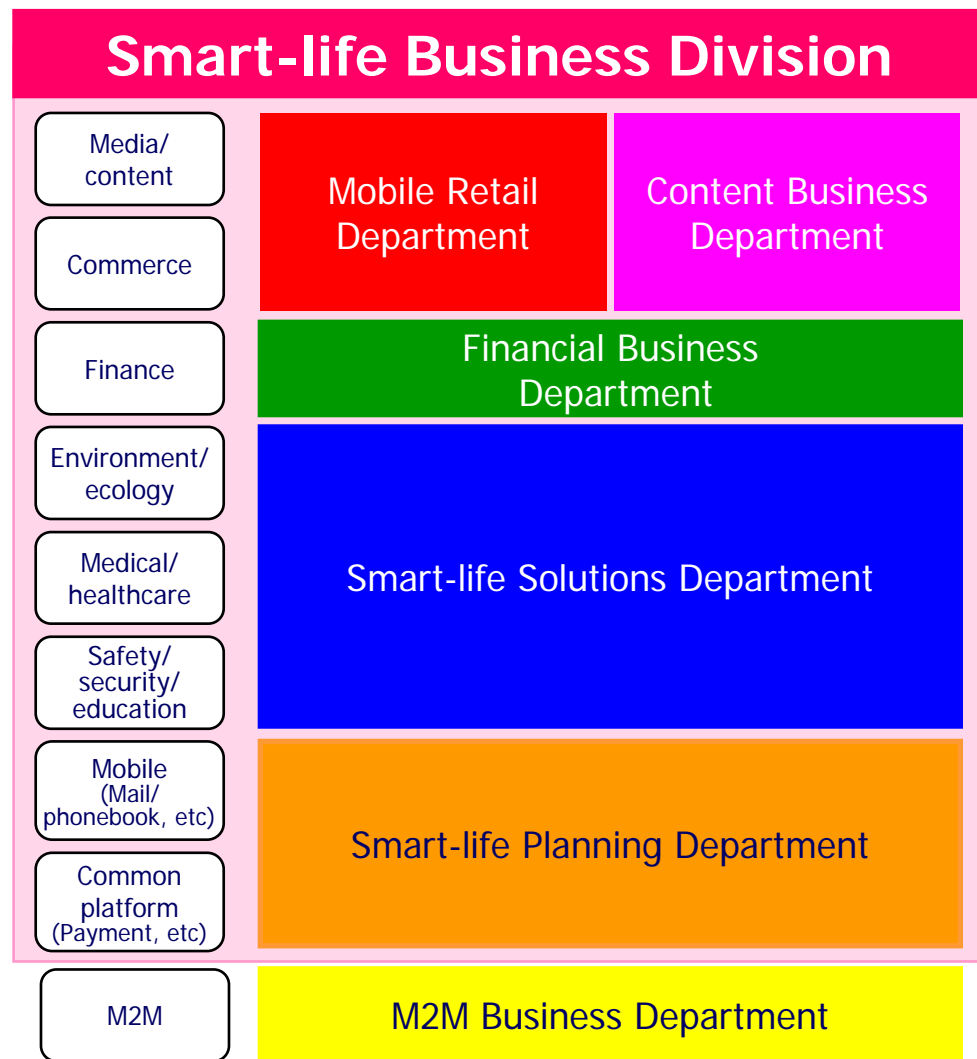 Smart-life Business Division
Media/
content
Mobile Retail
Department
Content Business
Department
Commerce
Finance
Financial Business
Department
Environment/
ecology
Medical/
healthcare
Safety/
security/
education
Smart-life Solutions Department
Mobile
(Mail/
phonebook, etc)
Common
platform
(Payment, etc)
Smart-life Planning Department
M2M
M2M Business Department